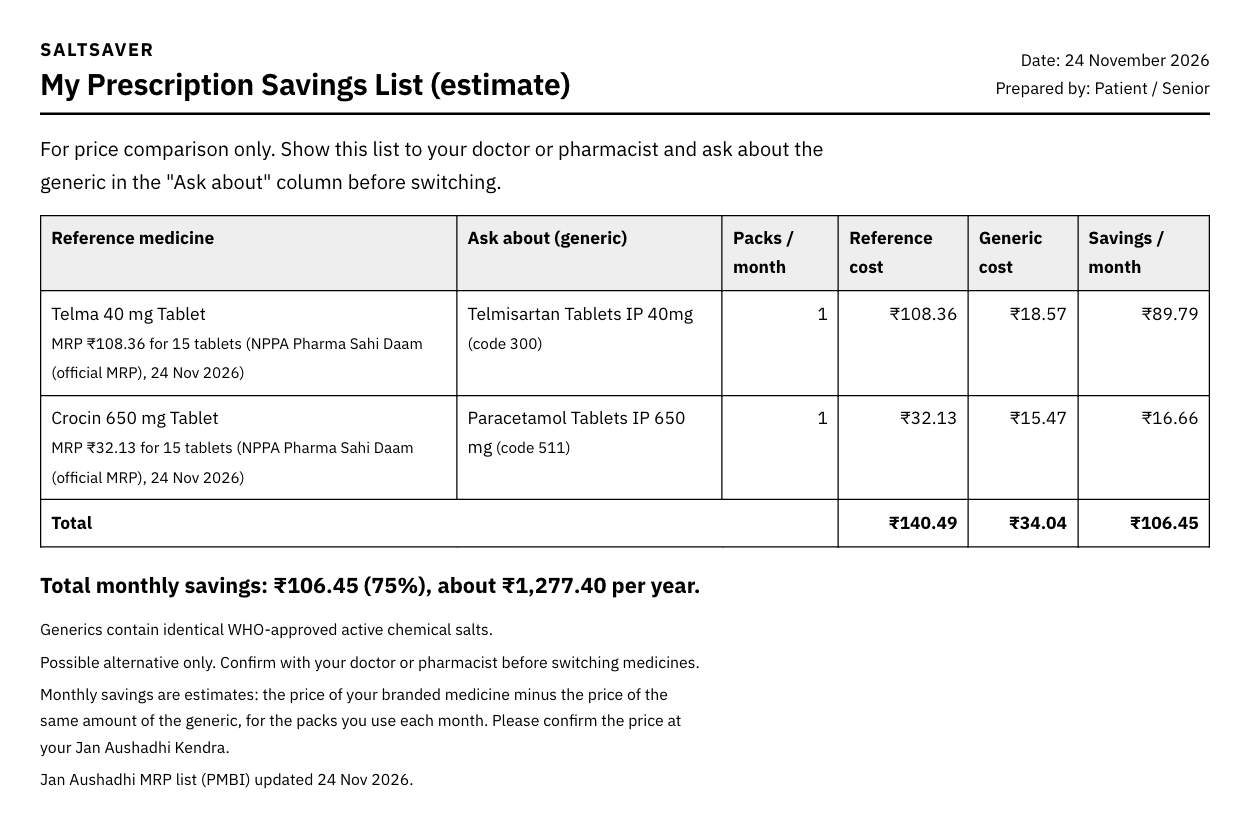 SALTSAVER
My Prescription Savings List (estimate)
Date: 24 November 2026
Prepared by: Patient / Senior
For price comparison only. Show this list to your doctor or pharmacist and ask about the
generic in the "Ask about" column before switching.
Reference medicine
Ask about (generic)
Packs /
month
Reference
cost
Generic
cost
Savings /
month
Telma 40 mg Tablet
MRP ₹108.36 for 15 tablets (NPPA Pharma Sahi Daam
(official MRP), 24 Nov 2026)
Telmisartan Tablets IP 40mg
(code 300)
1
₹108.36
₹18.57
₹89.79
Crocin 650 mg Tablet
MRP ₹32.13 for 15 tablets (NPPA Pharma Sahi Daam
(official MRP), 24 Nov 2026)
Paracetamol Tablets IP 650
mg (code 511)
1
₹32.13
₹15.47
₹16.66
Total
₹140.49
₹34.04
₹106.45
Total monthly savings: ₹106.45 (75%), about ₹1,277.40 per year.
Generics contain identical WHO-approved active chemical salts.
Possible alternative only. Confirm with your doctor or pharmacist before switching medicines.
Monthly savings are estimates: the price of your branded medicine minus the price of the
same amount of the generic, for the packs you use each month. Please confirm the price at
your Jan Aushadhi Kendra.
Jan Aushadhi MRP list (PMBI) updated 24 Nov 2026.